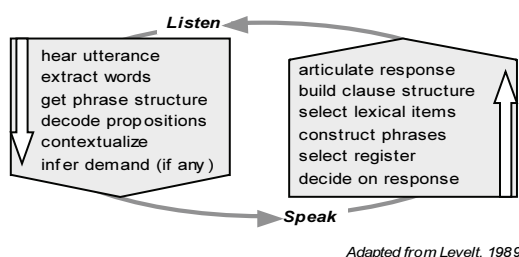 Listen
hear utterance
extract words
get phrase structure
decode propositions
contextualize
infer demand (if any)
articulate response
build clause structure
select lexical items
construct phrases
select register
decide on response
Speak
Adapted from Levelt, 1989